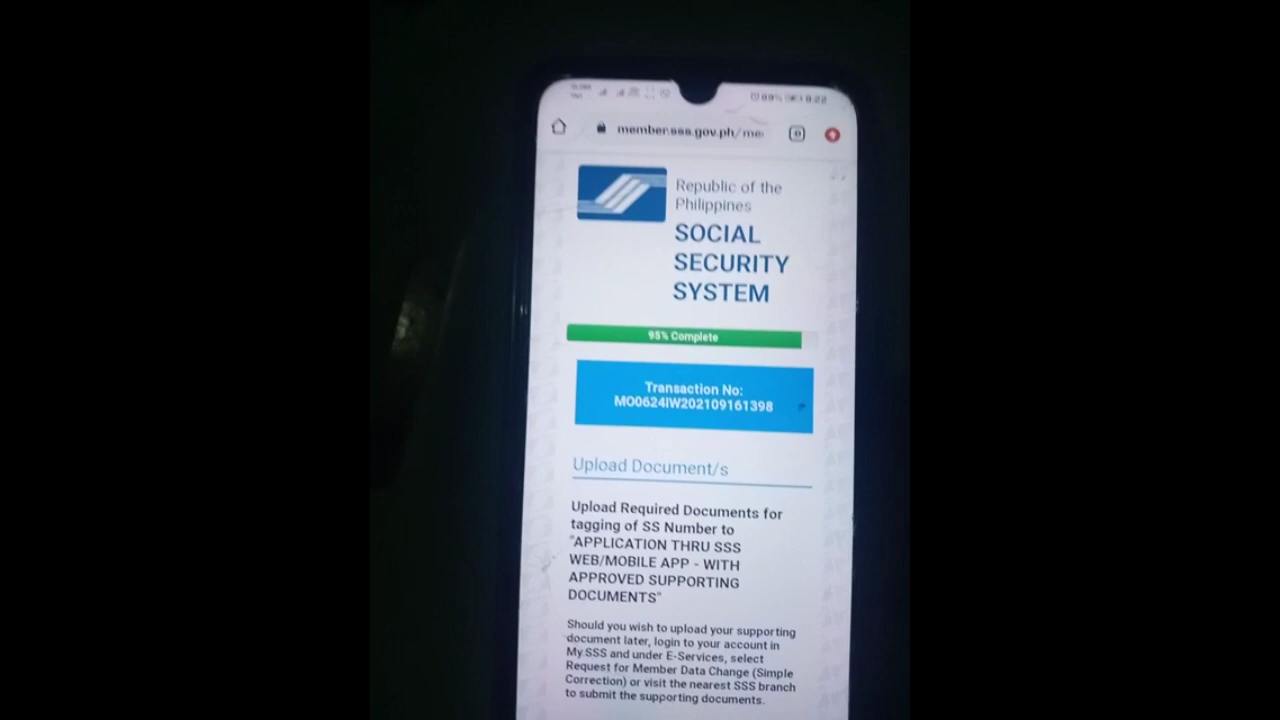 member.sss.gov.ph/me
Republic of the
Philippines
SOCIAL
SECURITY
SYSTEM
95% Complete
Transaction No:
MO0624IW202109161398
Upload Document/s
Upload Required Documents for
tagging of SS Number to
"APPLICATION THRU SSS
WEB/MOBILE APP - WITH
APPROVED SUPPORTING
DOCUMENTS"
Should you wish to upload your supporting
document later, login to your account in
My.SSS and under E-Services, select
Request for Member Data Change (Simple
Correction) or visit the nearest SSS branch
to submit the supporting documents.